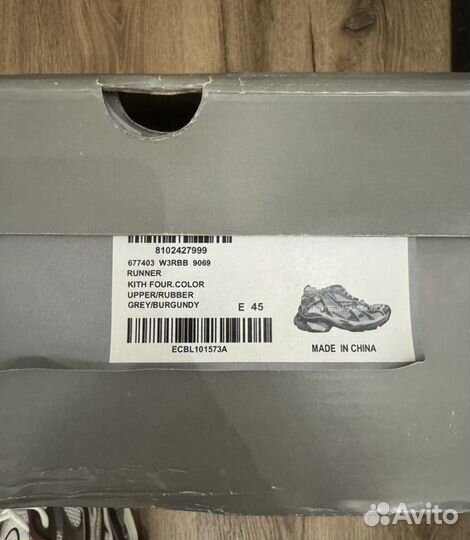 8102427999
677403 W3RBB 9069
RUNNER
KITH FOUR.COLOR
UPPER/RUBBER
GREY/BURGUNDY E 45
ECBL101573A MADE IN CHINA
Avito